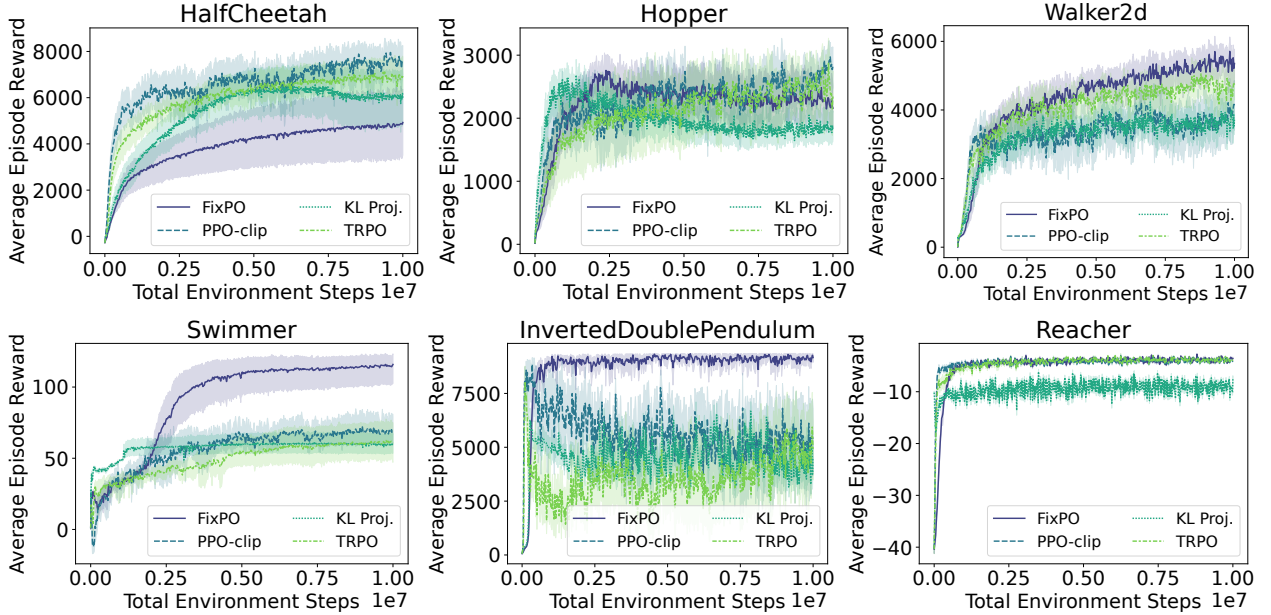 HalfCheetah
Average Episode Reward
8000
6000
4000
2000
0
FixPO
PPO-clip
KL Proj.
TRPO
0.00 0.25 0.50 0.75 1.00
Total Environment Steps 1e7
Hopper
Average Episode Reward
3000
2000
1000
0
FixPO
PPO-clip
KL Proj.
TRPO
0.00 0.25 0.50 0.75 1.00
Total Environment Steps 1e7
Walker2d
Average Episode Reward
6000
4000
2000
0
FixPO
PPO-clip
KL Proj.
TRPO
0.00 0.25 0.50 0.75 1.00
Total Environment Steps 1e7
Swimmer
Average Episode Reward
100
50
0
FixPO
PPO-clip
KL Proj.
TRPO
0.00 0.25 0.50 0.75 1.00
Total Environment Steps 1e7
InvertedDoublePendulum
Average Episode Reward
7500
5000
2500
0
FixPO
PPO-clip
KL Proj.
TRPO
0.00 0.25 0.50 0.75 1.00
Total Environment Steps 1e7
Reacher
Average Episode Reward
−10
−20
−30
−40
FixPO
PPO-clip
KL Proj.
TRPO
0.00 0.25 0.50 0.75 1.00
Total Environment Steps 1e7